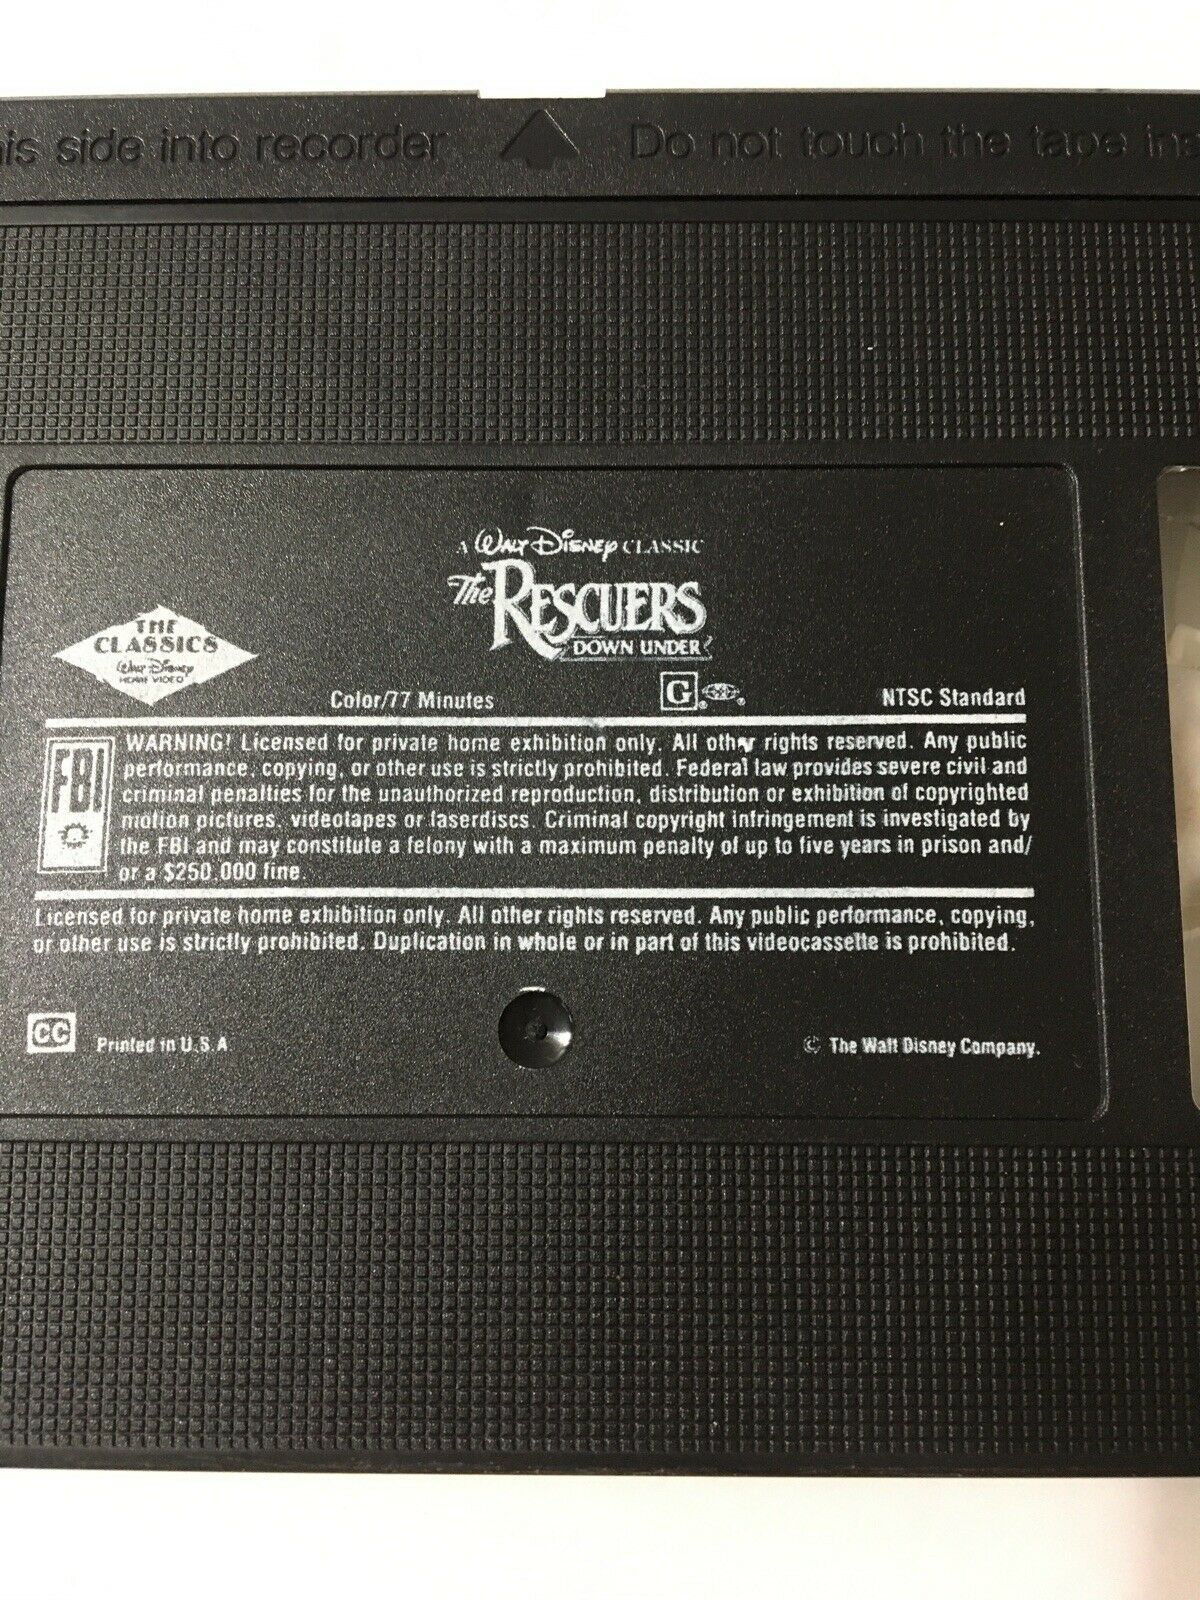 his side into recorder Do not touch the tape ins
A Walt Disney CLASSIC
The RESCUERS
DOWN UNDER
THE
CLASSICS
Walt Disney
HOME VIDEO
Color/77 Minutes G ® ® NTSC Standard
FBI
WARNING! Licensed for private home exhibition only. All other rights reserved. Any public
performance, copying, or other use is strictly prohibited. Federal law provides severe civil and
criminal penalties for the unauthorized reproduction, distribution or exhibition of copyrighted
motion pictures, videotapes or laserdiscs. Criminal copyright infringement is investigated by
the FBI and may constitute a felony with a maximum penalty of up to five years in prison and/
or a $250,000 fine.
Licensed for private home exhibition only. All other rights reserved. Any public performance, copying,
or other use is strictly prohibited. Duplication in whole or in part of this videocassette is prohibited.
CC Printed in U.S.A © The Walt Disney Company.